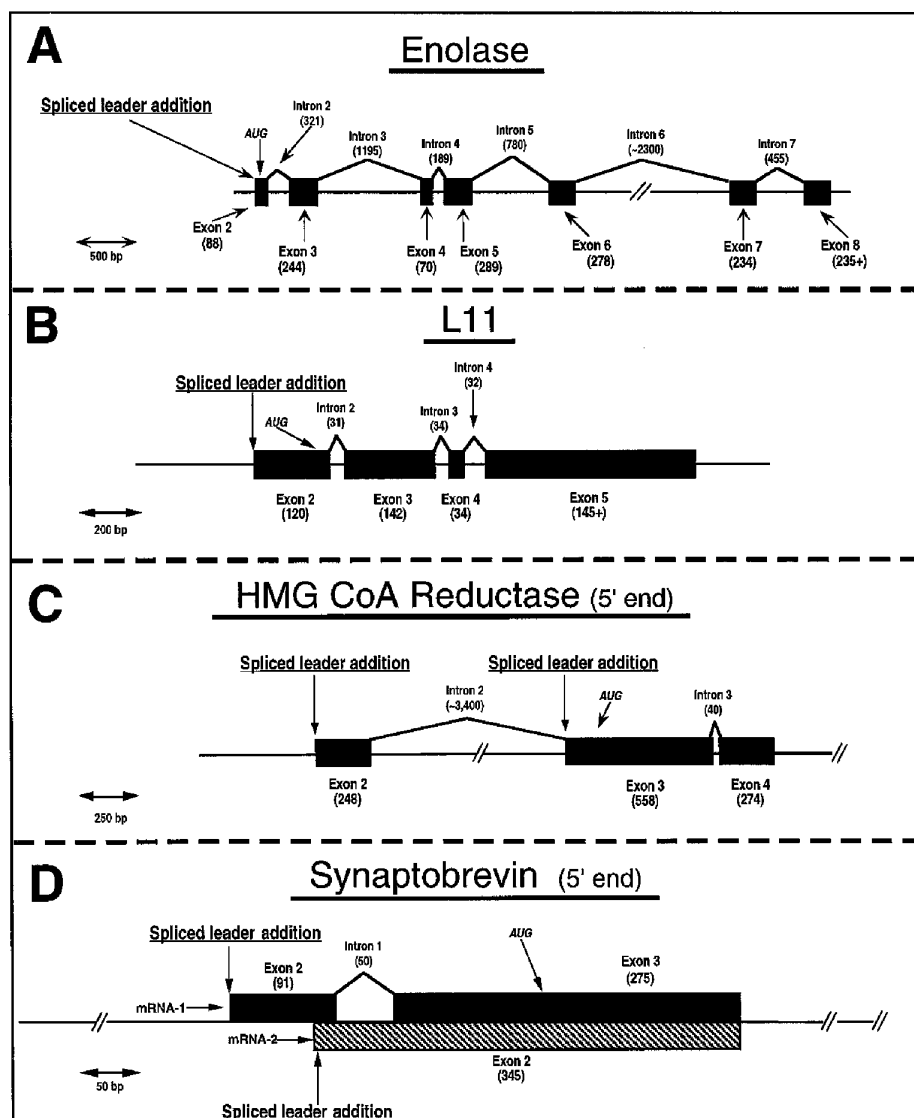 A
Enolase
Spliced leader addition
AUG
Intron 2
(321)
Intron 3
(1195)
Intron 4
(189)
Intron 5
(780)
Intron 6
(~2300)
Intron 7
(455)
Exon 2
(88)
Exon 3
(244)
Exon 4
(70)
Exon 5
(289)
Exon 6
(278)
Exon 7
(234)
Exon 8
(235+)
500 bp
B
L11
Spliced leader addition
AUG
Intron 2
(31)
Intron 3
(34)
Intron 4
(32)
Exon 2
(120)
Exon 3
(142)
Exon 4
(34)
Exon 5
(145+)
200 bp
C
HMG CoA Reductase (5' end)
Spliced leader addition
Spliced leader addition
Intron 2
(~3,400)
AUG
Intron 3
(40)
Exon 2
(248)
Exon 3
(558)
Exon 4
(274)
250 bp
D
Synaptobrevin (5' end)
Spliced leader addition
Exon 2
(91)
Intron 1
(50)
AUG
Exon 3
(275)
mRNA-1
mRNA-2
Exon 2
(345)
50 bp
Spliced leader addition